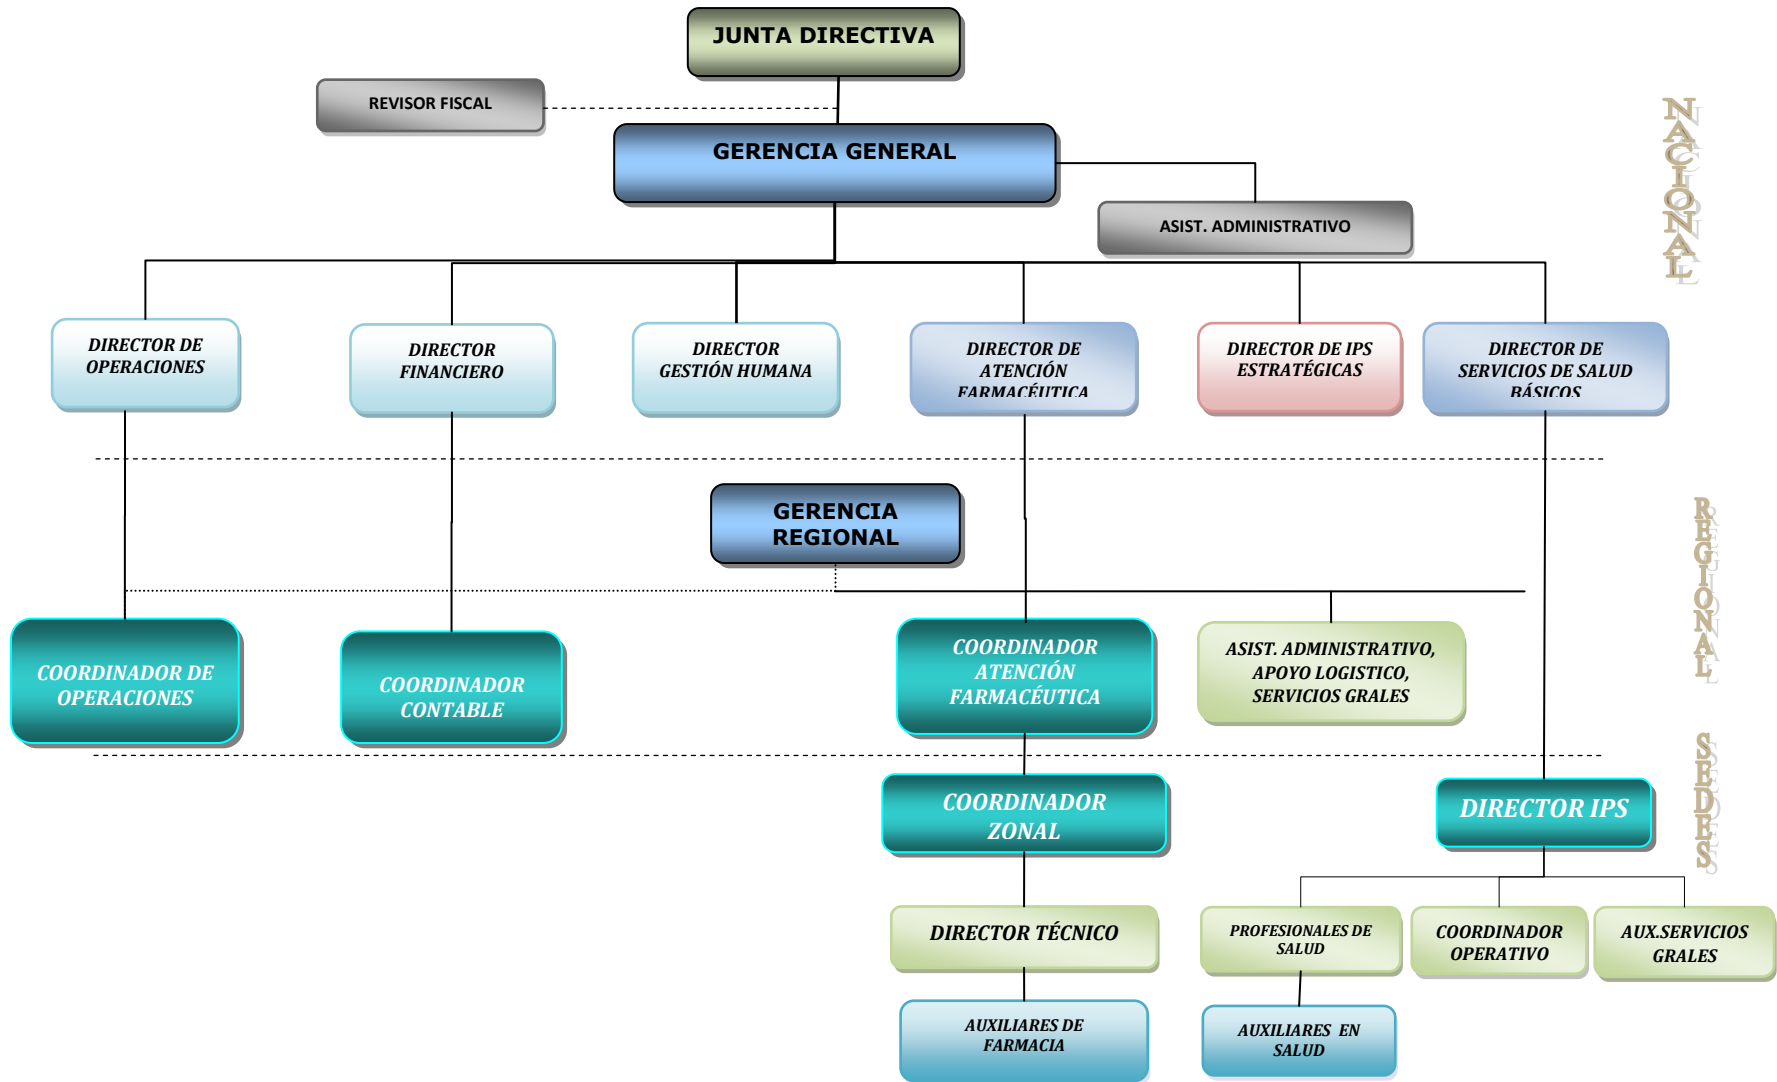 JUNTA DIRECTIVA
REVISOR FISCAL
GERENCIA GENERAL
ASIST. ADMINISTRATIVO
NACIONAL
DIRECTOR DE
OPERACIONES
DIRECTOR
FINANCIERO
DIRECTOR
GESTIÓN HUMANA
DIRECTOR DE
ATENCIÓN
FARMACÉUTICA
DIRECTOR DE IPS
ESTRATÉGICAS
DIRECTOR DE
SERVICIOS DE SALUD
BÁSICOS
GERENCIA
REGIONAL
REGIONAL
COORDINADOR DE
OPERACIONES
COORDINADOR
CONTABLE
COORDINADOR
ATENCIÓN
FARMACÉUTICA
ASIST. ADMINISTRATIVO,
APOYO LOGISTICO,
SERVICIOS GRALES
SEDES
COORDINADOR
ZONAL
DIRECTOR IPS
DIRECTOR TÉCNICO
PROFESIONALES DE
SALUD
COORDINADOR
OPERATIVO
AUX.SERVICIOS
GRALES
AUXILIARES DE
FARMACIA
AUXILIARES EN
SALUD